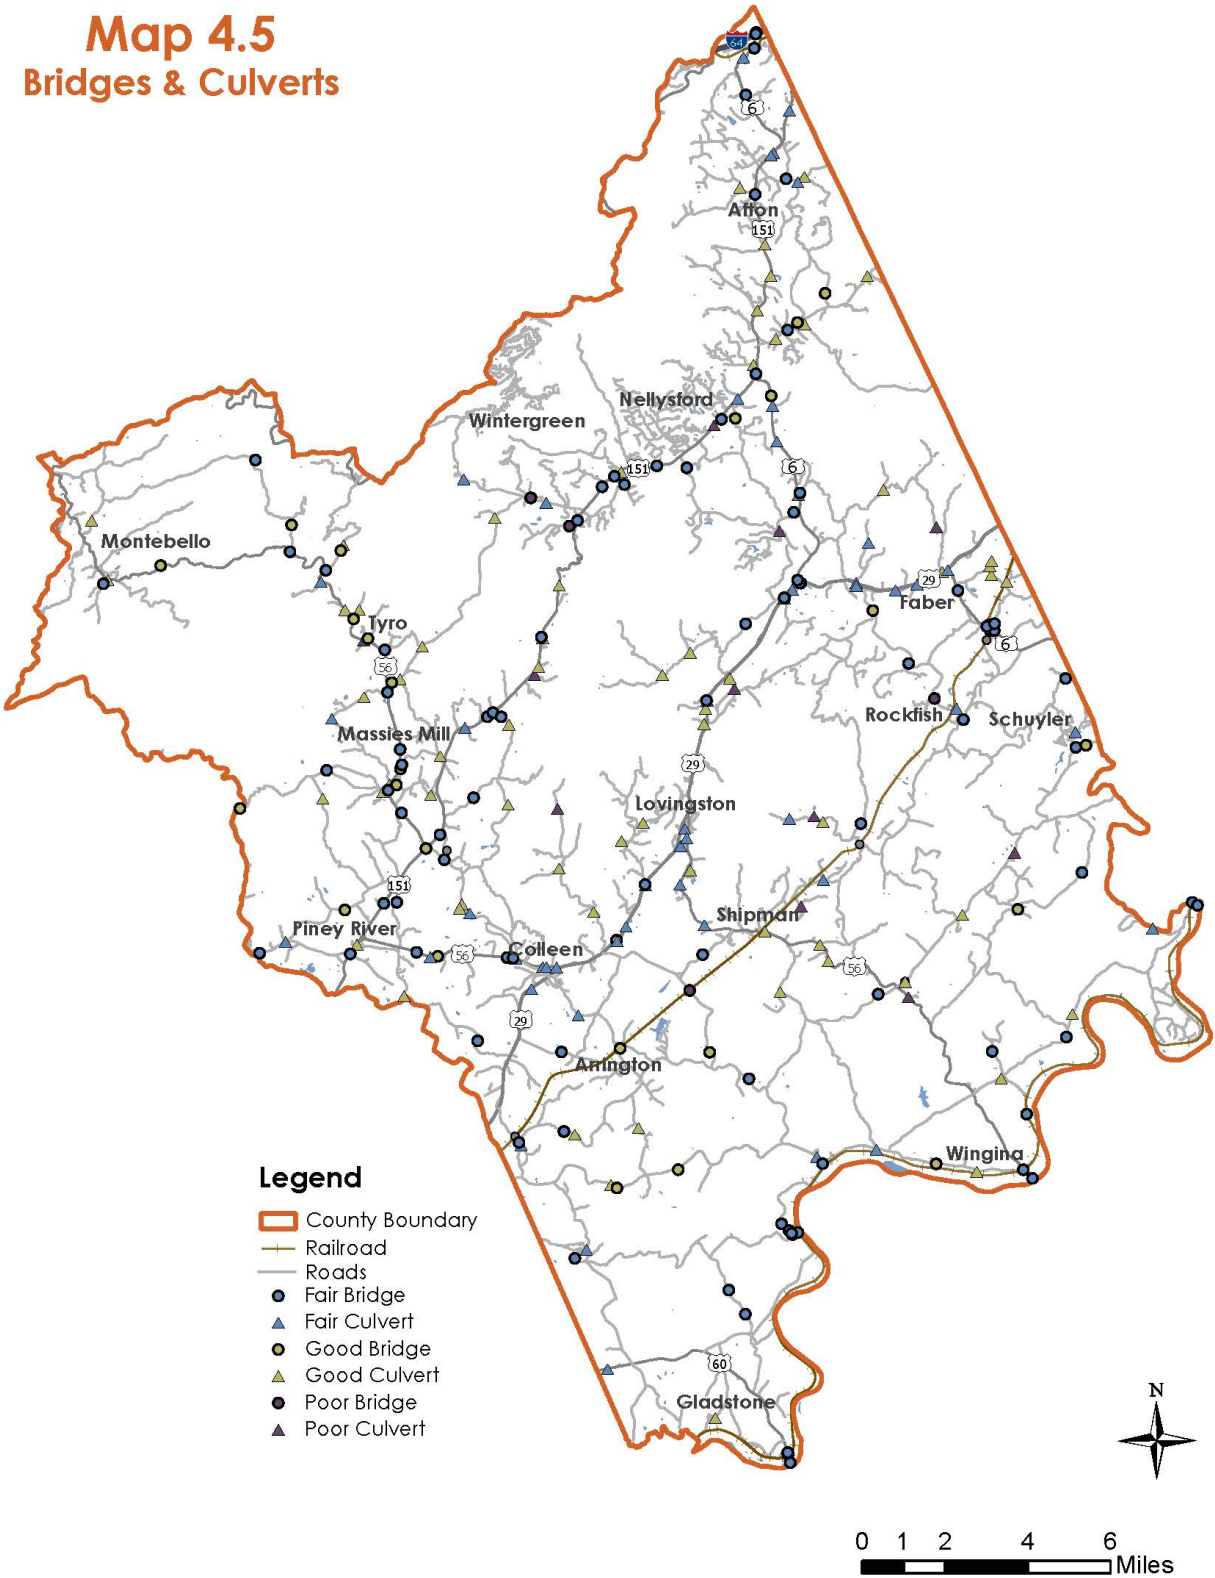 Map 4.5
Bridges & Culverts
64
6
Afton
151
Nellysford
Wintergreen
151
6
Montebello
29
Faber
Tyro
6
56
Rockfish
Schuyler
Massies Mill
29
Lovingston
151
Shipman
Piney River
56
Colleen
56
29
Arrington
Wingina
Legend
County Boundary
Railroad
Roads
Fair Bridge
Fair Culvert
Good Bridge
Good Culvert
Poor Bridge
Poor Culvert
60
Gladstone
N
0 1 2 4 6
Miles